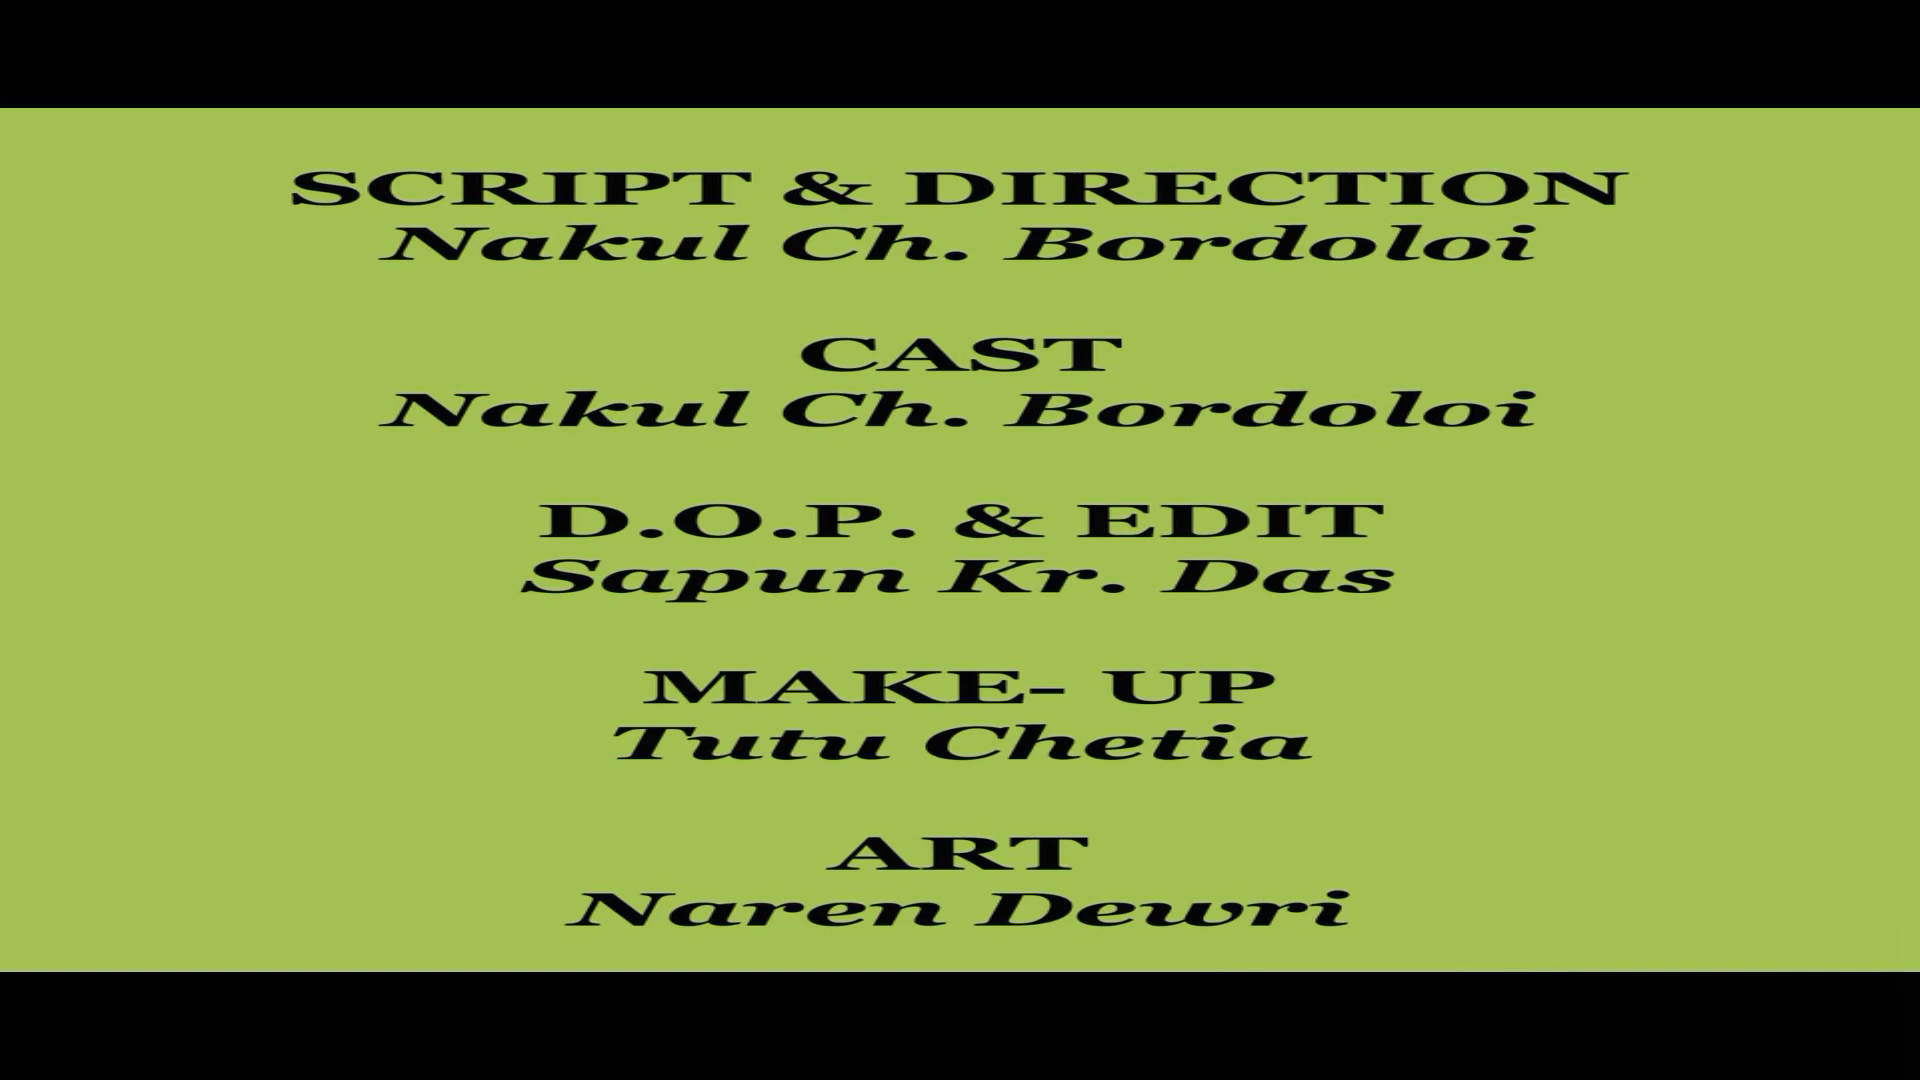 SCRIPT & DIRECTION
Nakul Ch. Bordoloi
CAST
Nakul Ch. Bordoloi
D.O.P. & EDIT
Sapun Kr. Das
MAKE- UP
Tutu Chetia
ART
Naren Dewri